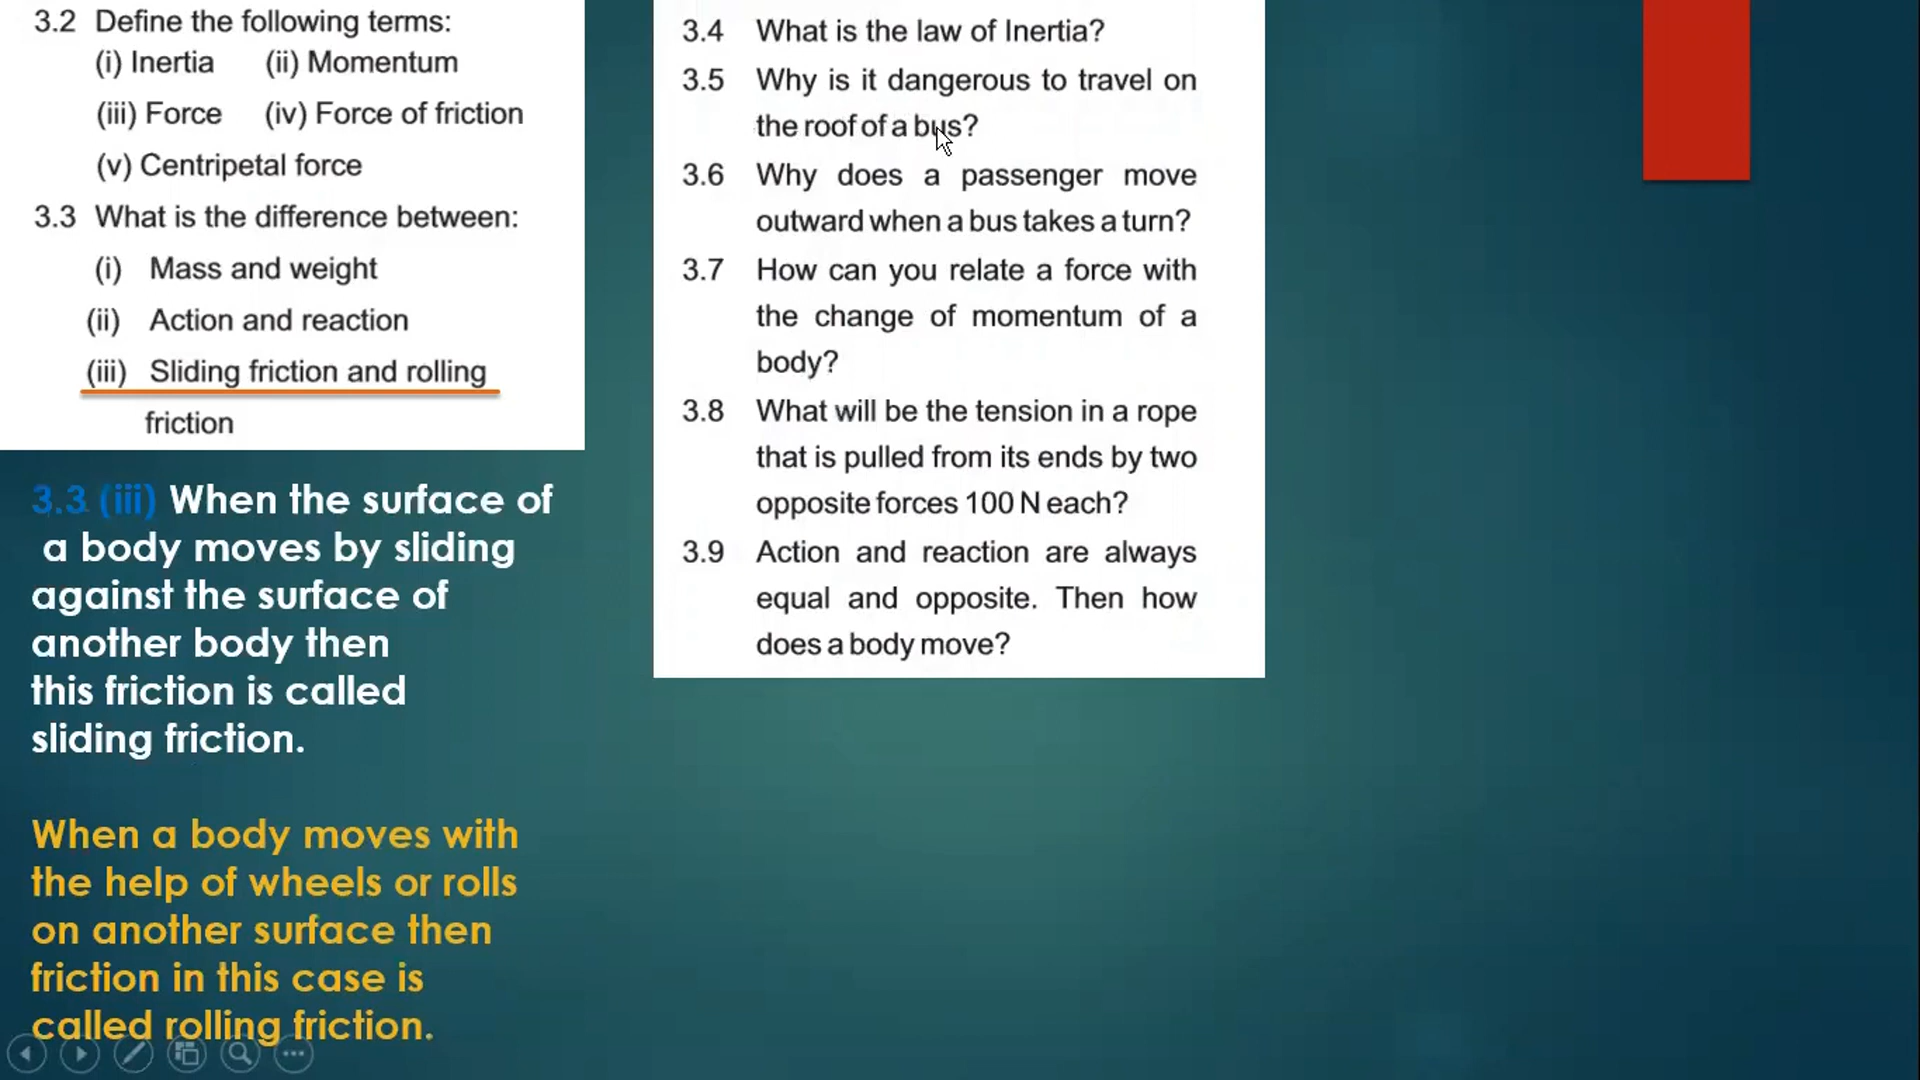 3.2 Define the following terms:
(i) Inertia (ii) Momentum
(iii) Force (iv) Force of friction
(v) Centripetal force
3.3 What is the difference between:
(i) Mass and weight
(ii) Action and reaction
(iii) Sliding friction and rolling
friction
3.3 (iii) When the surface of
a body moves by sliding
against the surface of
another body then
this friction is called
sliding friction.
When a body moves with
the help of wheels or rolls
on another surface then
friction in this case is
called rolling friction.
3.4 What is the law of Inertia?
3.5 Why is it dangerous to travel on
the roof of a bus?
3.6 Why does a passenger move
outward when a bus takes a turn?
3.7 How can you relate a force with
the change of momentum of a
body?
3.8 What will be the tension in a rope
that is pulled from its ends by two
opposite forces 100 N each?
3.9 Action and reaction are always
equal and opposite. Then how
does a body move?